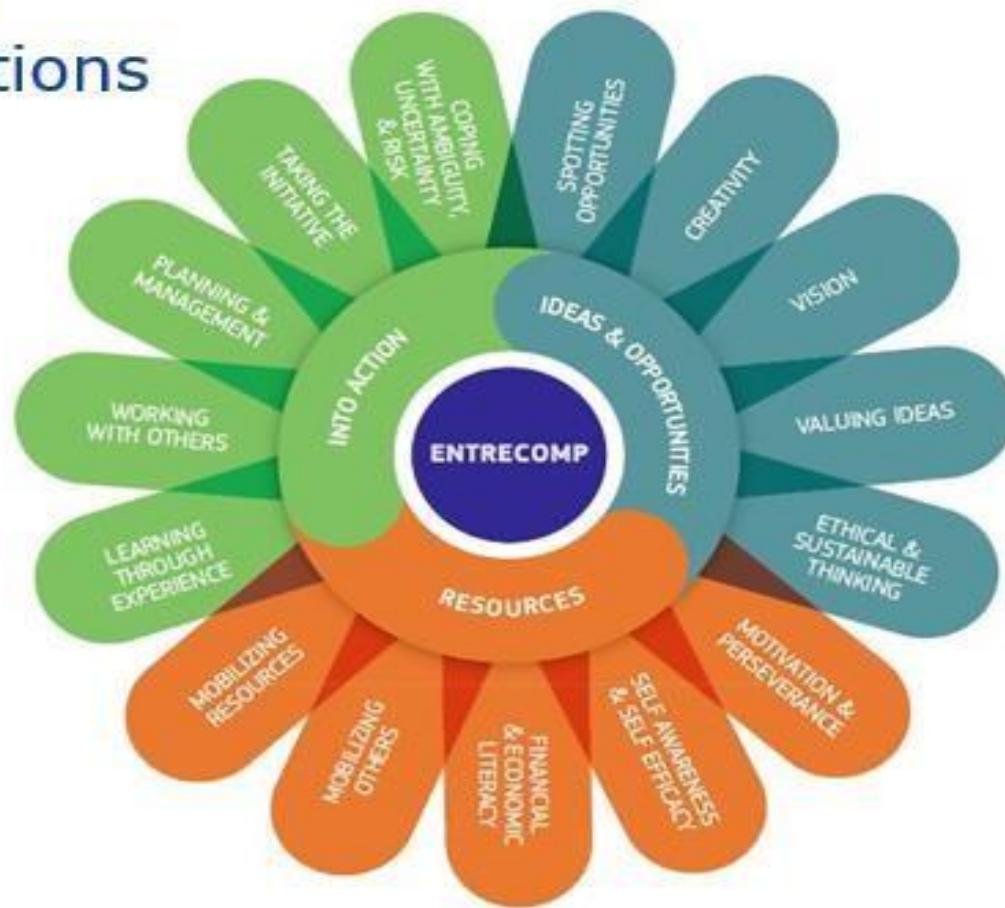 tions
COPING
WITH AMBIGUITY,
UNCERTAINTY
& RISK
SPOTTING
OPPORTUNITIES
CREATIVITY
VISION
VALUING IDEAS
ETHICAL &
SUSTAINABLE
THINKING
MOTIVATION &
PERSEVERANCE
SELF AWARENESS
& SELF EFFICACY
FINANCIAL
& ECONOMIC
LITERACY
MOBILIZING
OTHERS
MOBILIZING
RESOURCES
LEARNING
THROUGH
EXPERIENCE
WORKING
WITH OTHERS
PLANNING &
MANAGEMENT
TAKING THE
INITIATIVE
INTO ACTION
IDEAS & OPPORTUNITIES
RESOURCES
ENTRECOMP